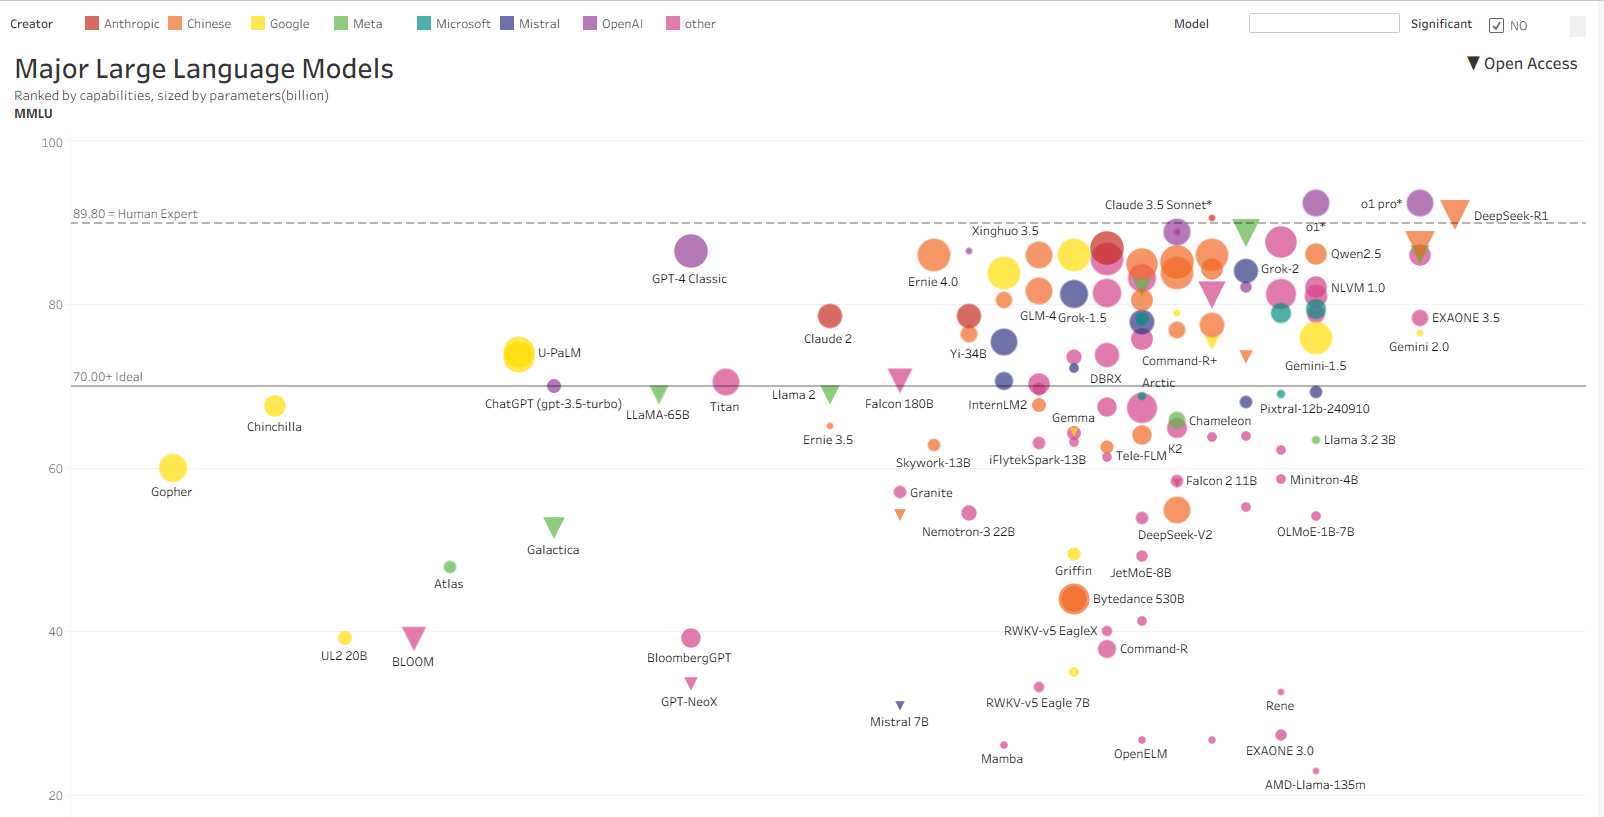 Creator Anthropic Chinese Google Meta Microsoft Mistral OpenAI other Model Significant NO
Major Large Language Models
▼ Open Access
Ranked by capabilities, sized by parameters(billion)
MMLU
100
89.80 = Human Expert
Claude 3.5 Sonnet*
o1 pro*
DeepSeek-R1
o1*
Xinghuo 3.5
Qwen2.5
Grok-2
GPT-4 Classic
Ernie 4.0
NLVM 1.0
80
GLM-4
Grok-1.5
EXAONE 3.5
Claude 2
Gemini 2.0
U-PaLM
Yi-34B
Command-R+
Gemini-1.5
70.00+ Ideal
DBRX
Arctic
Llama 2
ChatGPT (gpt-3.5-turbo)
LLaMA-65B
Titan
Falcon 180B
InternLM2
Pixtral-12b-240910
Chinchilla
Gemma
Chameleon
Ernie 3.5
Llama 3.2 3B
K2
Skywork-13B
iFlytekSpark-13B
Tele-FLM
60
Gopher
Granite
Falcon 2 11B
Minitron-4B
Nemotron-3 22B
DeepSeek-V2
OLMoE-1B-7B
Galactica
Griffin
JetMoE-8B
Atlas
Bytedance 530B
40
RWKV-v5 EagleX
UL2 20B
BLOOM
BloombergGPT
Command-R
GPT-NeoX
RWKV-v5 Eagle 7B
Rene
Mistral 7B
Mamba
OpenELM
EXAONE 3.0
AMD-Llama-135m
20